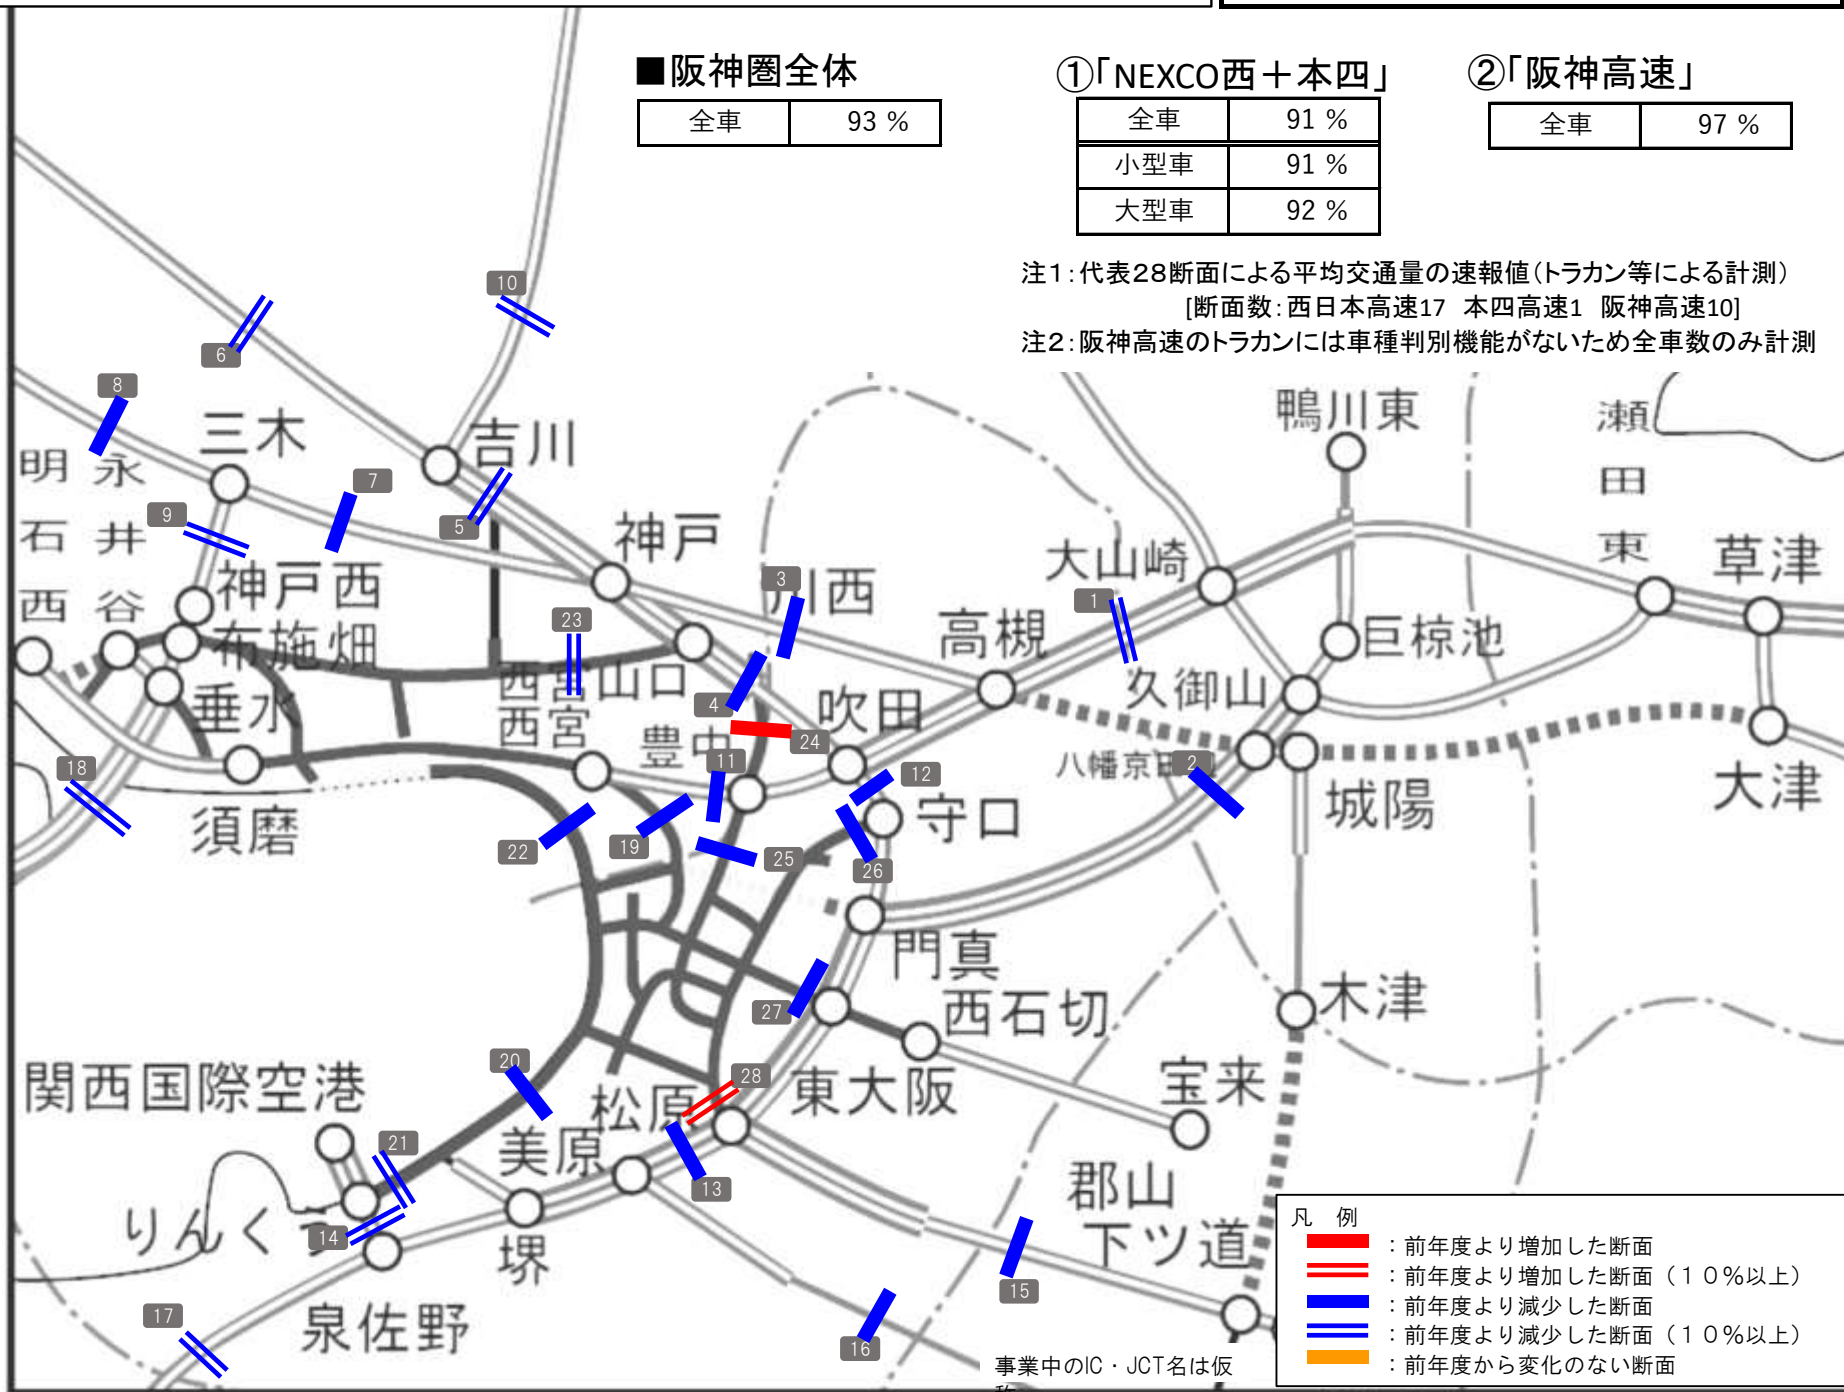 ■阪神圏全体
全車 93 %
①「NEXCO西＋本四」
全車 91 %
小型車 91 %
大型車 92 %
②「阪神高速」
全車 97 %
注１：代表２８断面による平均交通量の速報値（トラカン等による計測）
[断面数：西日本高速17 本四高速1 阪神高速10]
注２：阪神高速のトラカンには車種判別機能がないため全車数のみ計測
10
6
8
三木
吉川
鴨川東
瀬田東
明石西
永井谷
7
9
5
神戸
大山崎
草津
神戸西
布施畑
3
川西
1
高槻
23
西宮山口
巨椋池
久御山
垂水
西宮
4
吹田
24
豊中
11
12
八幡京田
2
18
須磨
守口
城陽
大津
22
19
25
26
門真
27
西石切
木津
20
関西国際空港
28
松原
東大阪
宝来
21
美原
13
郡山
下ツ道
りんくう
14
堺
15
17
泉佐野
16
事業中のIC・JCT名は仮
凡 例
：前年度より増加した断面
：前年度より増加した断面（１０％以上）
：前年度より減少した断面
：前年度より減少した断面（１０％以上）
：前年度から変化のない断面